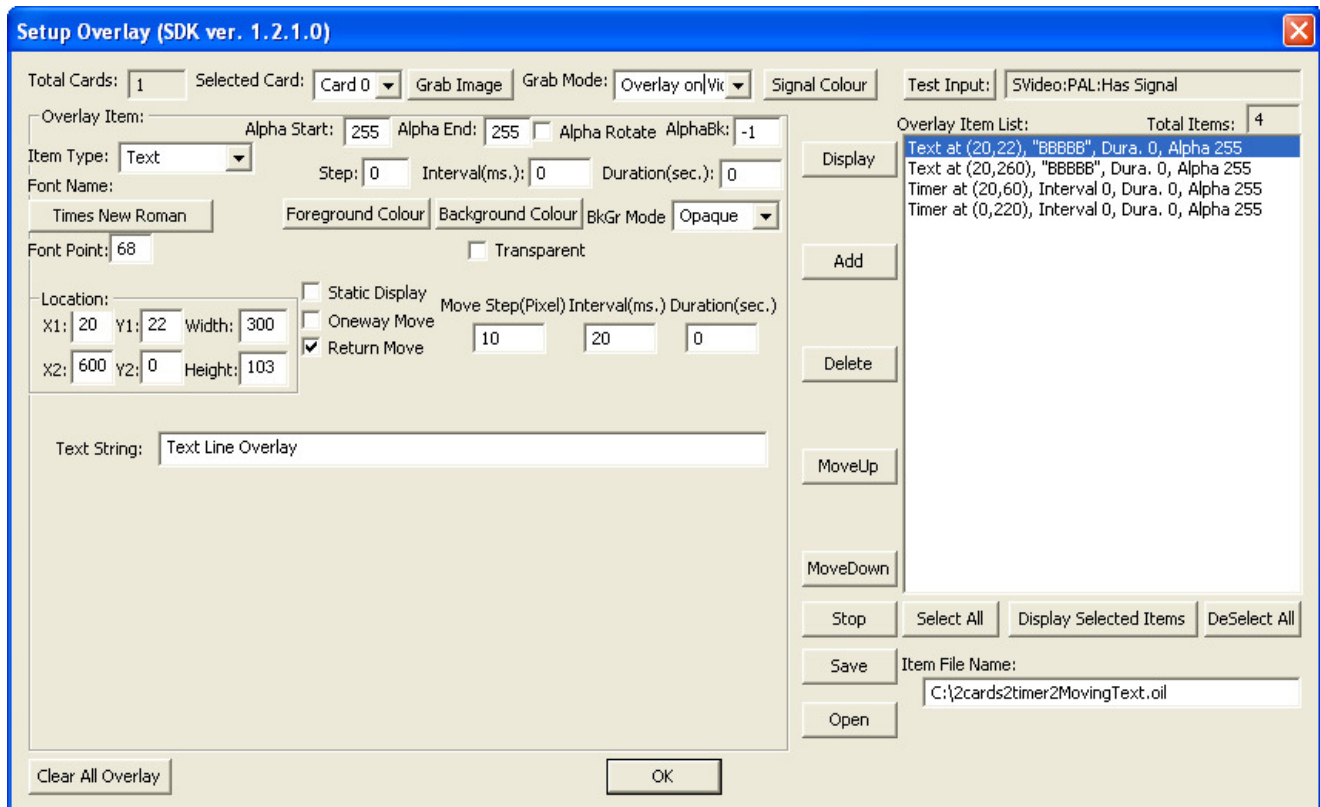 Setup Overlay (SDK ver. 1.2.1.0)
Total Cards: 1 Selected Card: Card 0 Grab Image Grab Mode: Overlay on Vic Signal Colour Test Input: SVideo:PAL:Has Signal
Overlay Item: Overlay Item List: Total Items: 4
Alpha Start: 255 Alpha End: 255 Alpha Rotate AlphaBk: -1
Item Type: Text
Step: 0 Interval(ms.): 0 Duration(sec.): 0
Font Name:
Times New Roman Foreground Colour Background Colour BkGr Mode Opaque
Font Point: 68 Transparent
Location:
X1: 20 Y1: 22 Width: 300
X2: 600 Y2: 0 Height: 103
Static Display
Oneway Move
Return Move
Move Step(Pixel) Interval(ms.) Duration(sec.)
10 20 0
Text String: Text Line Overlay
Display
Add
Delete
MoveUp
MoveDown
Stop
Save
Open
Text at (20,22), "BBBBB", Dura. 0, Alpha 255
Text at (20,260), "BBBBB", Dura. 0, Alpha 255
Timer at (20,60), Interval 0, Dura. 0, Alpha 255
Timer at (0,220), Interval 0, Dura. 0, Alpha 255
Select All Display Selected Items DeSelect All
Item File Name:
C:\2cards2timer2MovingText.oil
Clear All Overlay OK